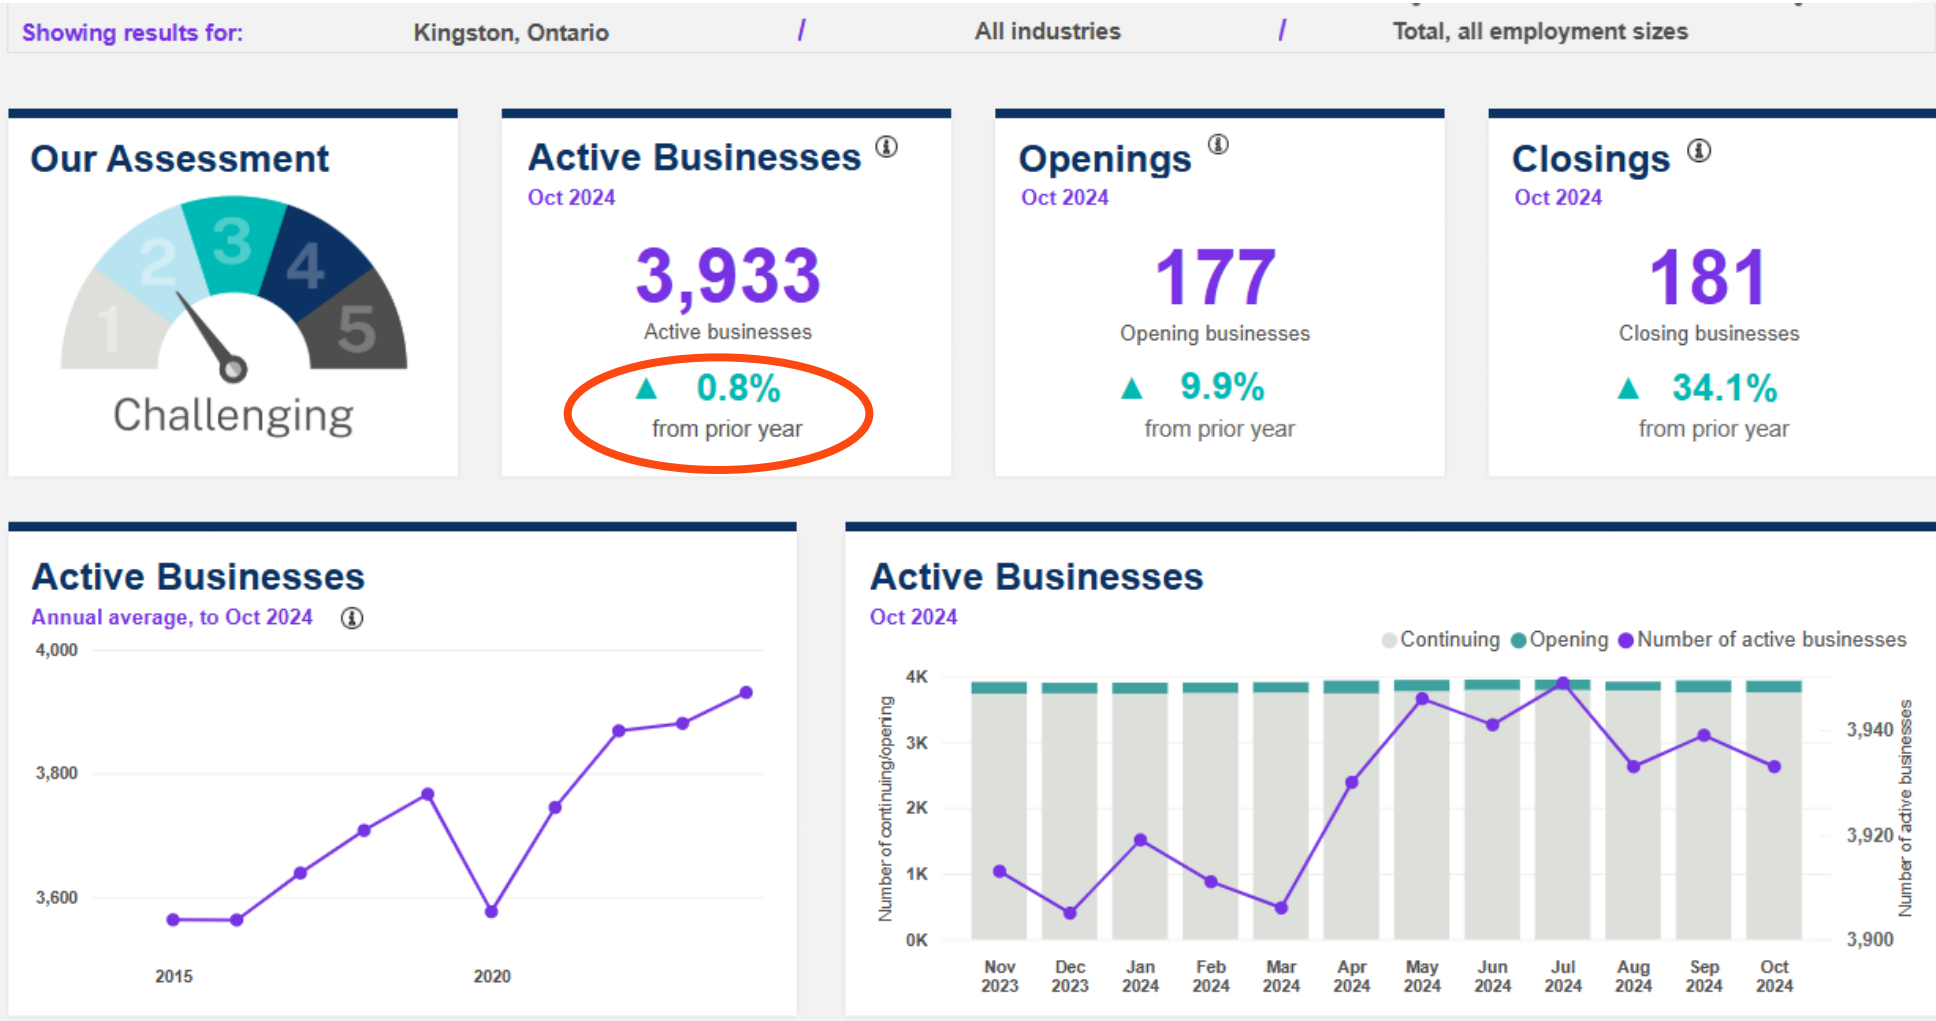 Showing results for: Kingston, Ontario / All industries / Total, all employment sizes
Our Assessment
1 2 3 4 5
Challenging
Active Businesses
Oct 2024
3,933
Active businesses
▲ 0.8%
from prior year
Openings
Oct 2024
177
Opening businesses
▲ 9.9%
from prior year
Closings
Oct 2024
181
Closing businesses
▲ 34.1%
from prior year
Active Businesses
Annual average, to Oct 2024
4,000
3,800
3,600
2015 2020
Active Businesses
Oct 2024
Continuing Opening Number of active businesses
Number of continuing/opening
4K
3K
2K
1K
0K
3,940
3,920
3,900
Number of active businesses
Nov Dec Jan Feb Mar Apr May Jun Jul Aug Sep Oct
2023 2023 2024 2024 2024 2024 2024 2024 2024 2024 2024 2024